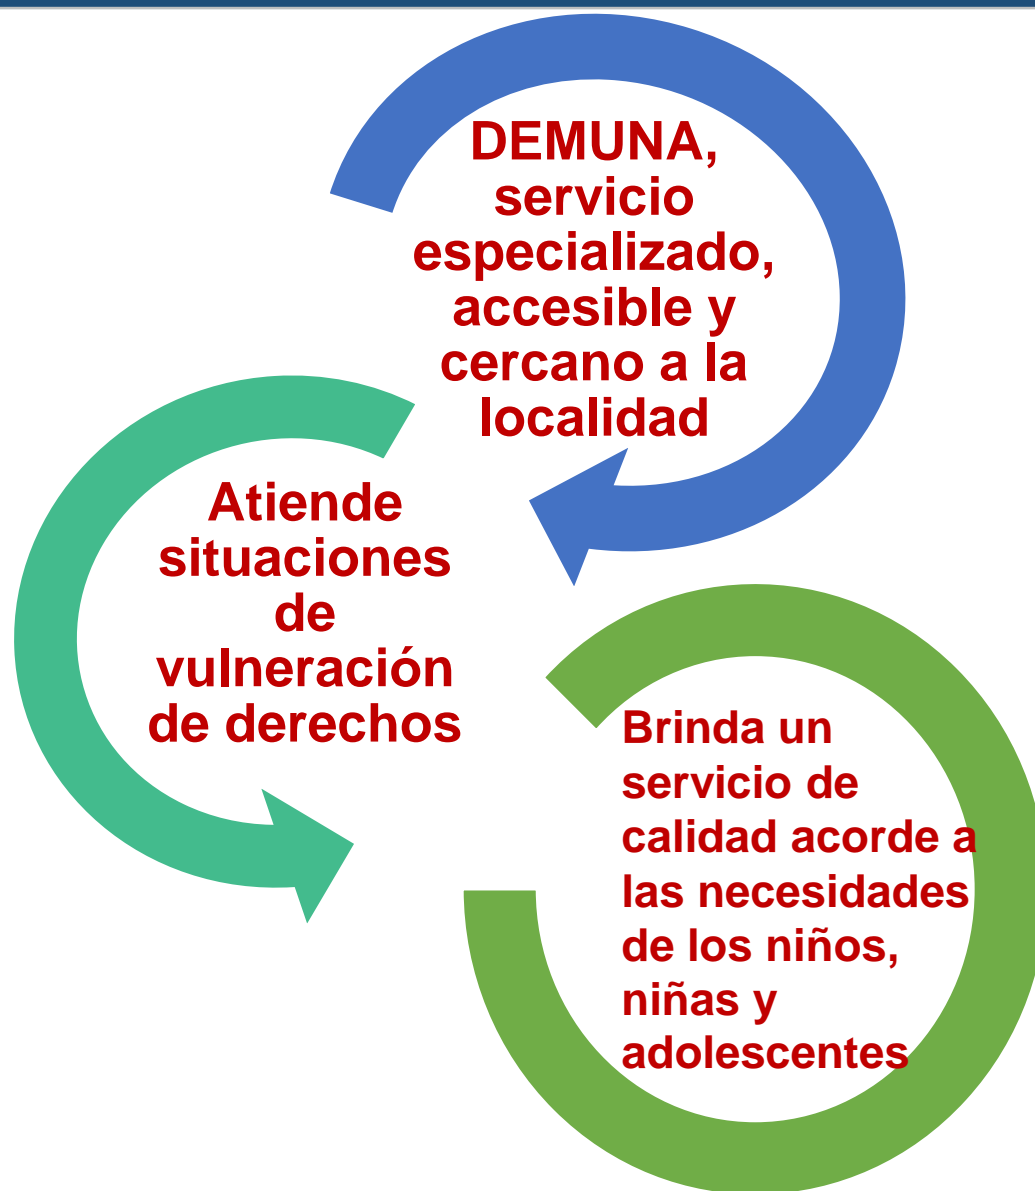 DEMUNA,
servicio
especializado,
accesible y
cercano a la
localidad
Atiende
situaciones
de
vulneración
de derechos
Brinda un
servicio de
calidad acorde a
las necesidades
de los niños,
niñas y
adolescentes